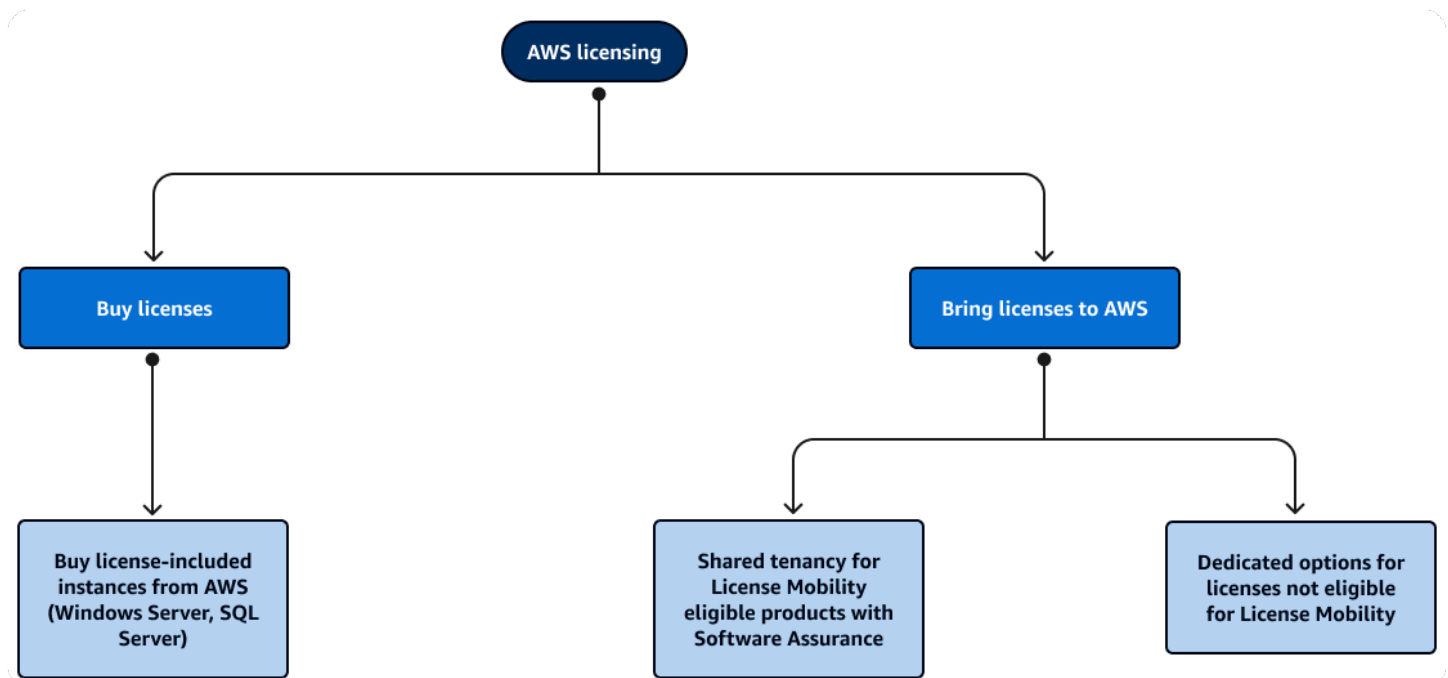 AWS licensing
Buy licenses
Bring licenses to AWS
Buy license-included
instances from AWS
(Windows Server, SQL
Server)
Shared tenancy for
License Mobility
eligible products with
Software Assurance
Dedicated options for
licenses not eligible
for License Mobility